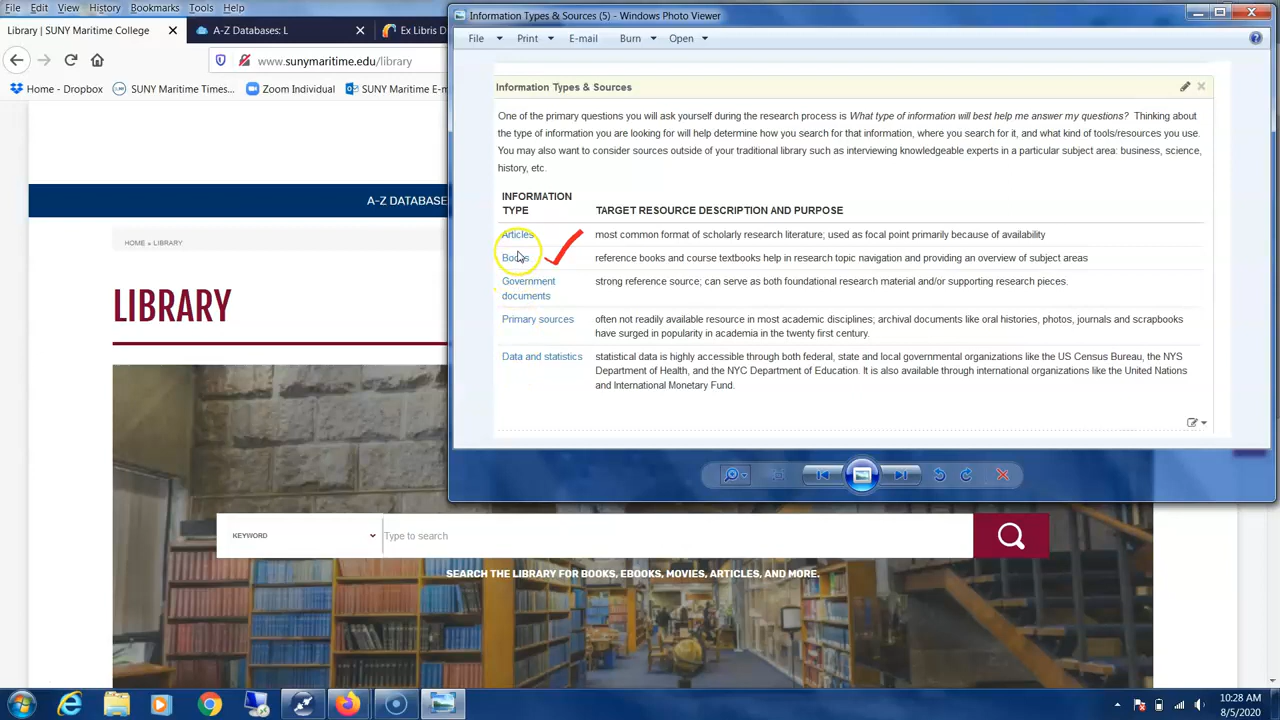 File Edit View History Bookmarks Tools Help
Library | SUNY Maritime College
A-Z Databases: L
Ex Libris D
www.sunymaritime.edu/library
Home - Dropbox
SUNY Maritime Times...
Zoom Individual
SUNY Maritime E-m
A-Z DATABASE
HOME » LIBRARY
LIBRARY
KEYWORD
Type to search
SEARCH THE LIBRARY FOR BOOKS, EBOOKS, MOVIES, ARTICLES, AND MORE.
Information Types & Sources (5) - Windows Photo Viewer
File Print E-mail Burn Open
Information Types & Sources
One of the primary questions you will ask yourself during the research process is What type of information will best help me answer my questions? Thinking about
the type of information you are looking for will help determine how you search for that information, where you search for it, and what kind of tools/resources you use.
You may also want to consider sources outside of your traditional library such as interviewing knowledgeable experts in a particular subject area: business, science,
history, etc.
INFORMATION
TYPE
TARGET RESOURCE DESCRIPTION AND PURPOSE
Articles
most common format of scholarly research literature; used as focal point primarily because of availability
Books
reference books and course textbooks help in research topic navigation and providing an overview of subject areas
Government
documents
strong reference source; can serve as both foundational research material and/or supporting research pieces.
Primary sources
often not readily available resource in most academic disciplines; archival documents like oral histories, photos, journals and scrapbooks
have surged in popularity in academia in the twenty first century.
Data and statistics
statistical data is highly accessible through both federal, state and local governmental organizations like the US Census Bureau, the NYS
Department of Health, and the NYC Department of Education. It is also available through international organizations like the United Nations
and International Monetary Fund.
10:28 AM
8/5/2020